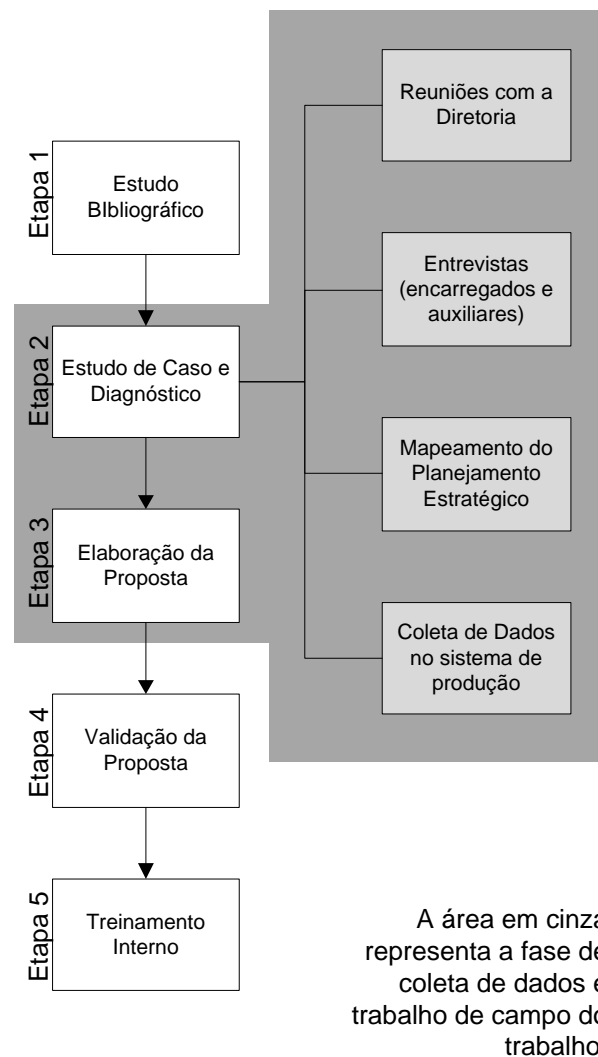 Etapa 1
Estudo
BIbliográfico
Etapa 2
Estudo de Caso e
Diagnóstico
Etapa 3
Elaboração da
Proposta
Etapa 4
Validação da
Proposta
Etapa 5
Treinamento
Interno
Reuniões com a
Diretoria
Entrevistas
(encarregados e
auxiliares)
Mapeamento do
Planejamento
Estratégico
Coleta de Dados
no sistema de
produção
A área em cinza
representa a fase de
coleta de dados e
trabalho de campo do
trabalho